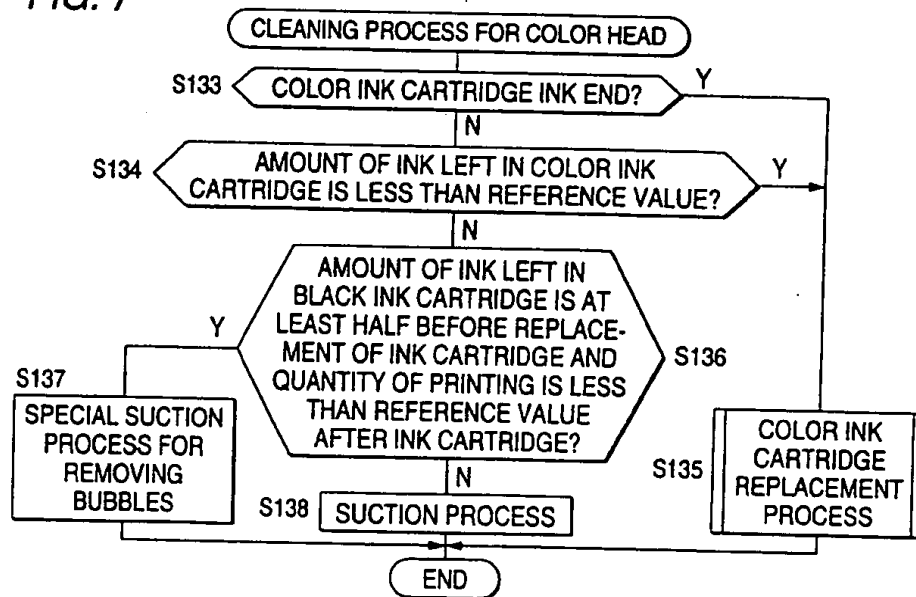 FIG. 7
CLEANING PROCESS FOR COLOR HEAD
S133
COLOR INK CARTRIDGE INK END?
Y
N
S134
AMOUNT OF INK LEFT IN COLOR INK
CARTRIDGE IS LESS THAN REFERENCE VALUE?
Y
N
AMOUNT OF INK LEFT IN
BLACK INK CARTRIDGE IS AT
LEAST HALF BEFORE REPLACE-
MENT OF INK CARTRIDGE AND
QUANTITY OF PRINTING IS LESS
THAN REFERENCE VALUE
AFTER INK CARTRIDGE?
Y
S136
S137
SPECIAL SUCTION
PROCESS FOR
REMOVING
BUBBLES
N
S138
SUCTION PROCESS
S135
COLOR INK
CARTRIDGE
REPLACEMENT
PROCESS
END